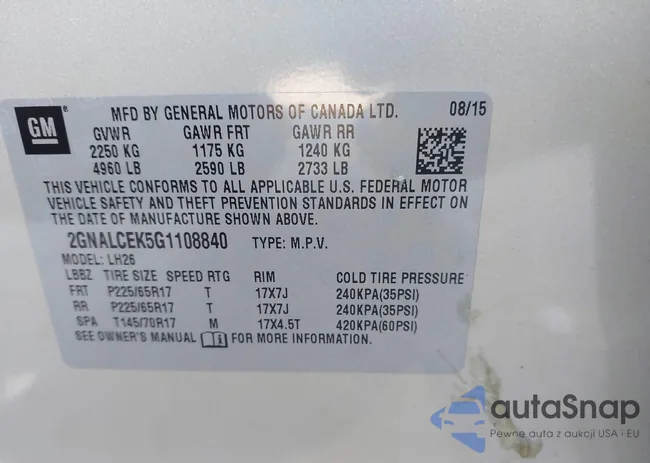 GM
MFD BY GENERAL MOTORS OF CANADA LTD. 08/15
GVWR GAWR FRT GAWR RR
2250 KG 1175 KG 1240 KG
4960 LB 2590 LB 2733 LB
THIS VEHICLE CONFORMS TO ALL APPLICABLE U.S. FEDERAL MOTOR
VEHICLE SAFETY AND THEFT PREVENTION STANDARDS IN EFFECT ON
THE DATE OF MANUFACTURE SHOWN ABOVE.
2GNALCEK5G1108840 TYPE: M.P.V.
MODEL: LH26
LBBZ TIRE SIZE SPEED RTG RIM COLD TIRE PRESSURE
FRT P225/65R17 T 17X7J 240KPA(35PSI)
RR P225/65R17 T 17X7J 240KPA(35PSI)
SPA T145/70R17 M 17X4.5T 420KPA(60PSI)
SEE OWNER'S MANUAL FOR MORE INFORMATION.
autaSnap
Pewne auta z aukcji USA i EU